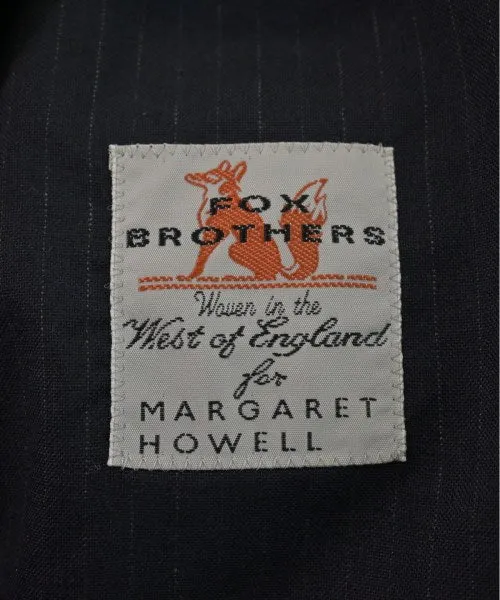 FOX
BROTHERS
Woven in the
West of England
for
MARGARET
HOWELL